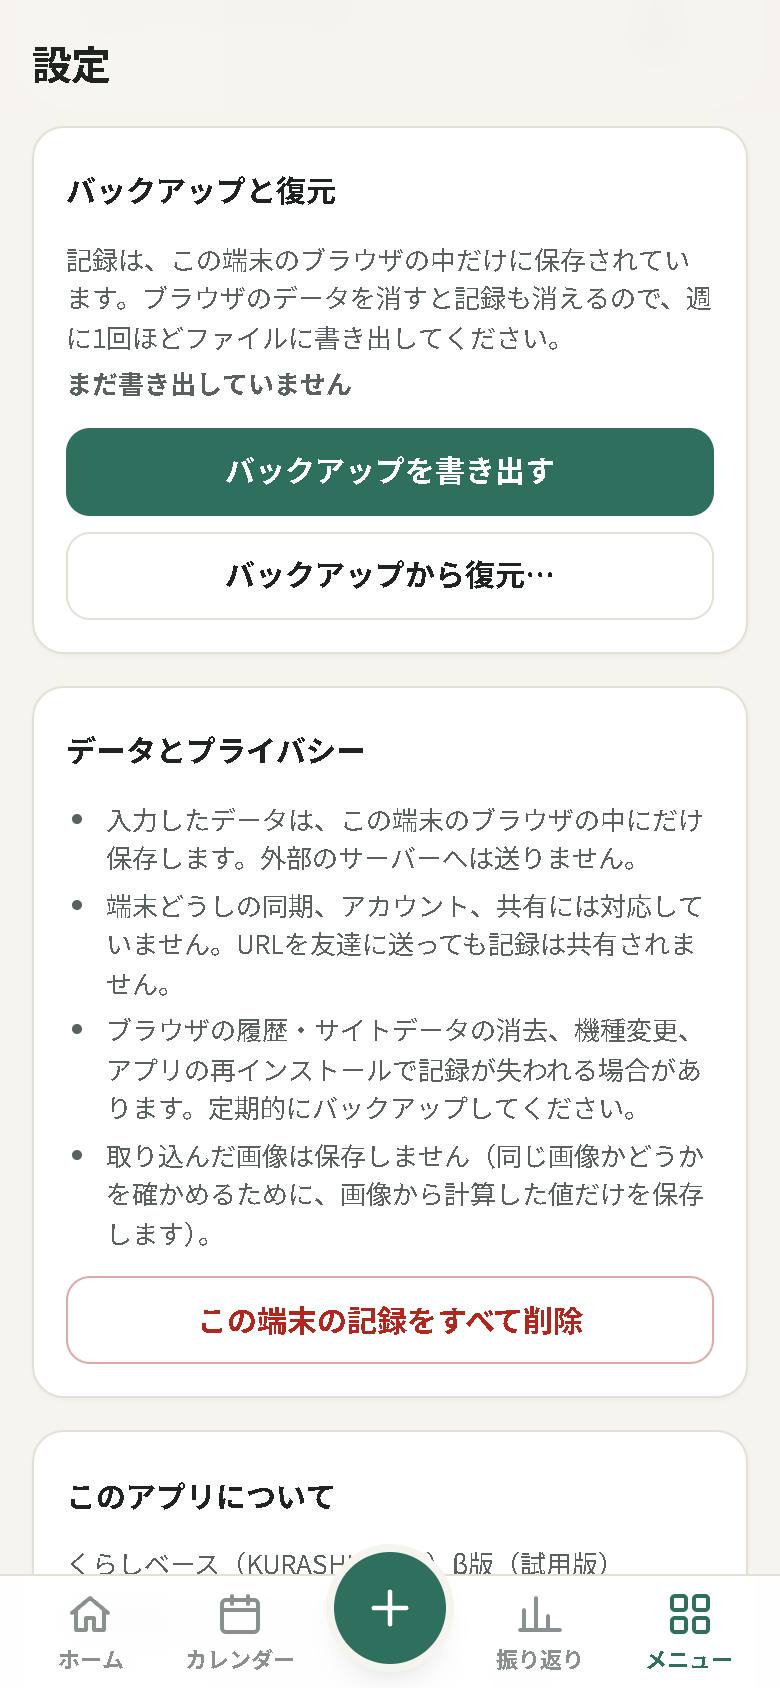 設定
バックアップと復元
記録は、この端末のブラウザの中だけに保存されてい
ます。ブラウザのデータを消すと記録も消えるので、週
に1回ほどファイルに書き出してください。
まだ書き出していません
バックアップを書き出す
バックアップから復元…
データとプライバシー
• 入力したデータは、この端末のブラウザの中にだけ
保存します。外部のサーバーへは送りません。
• 端末どうしの同期、アカウント、共有には対応して
いません。URLを友達に送っても記録は共有されま
せん。
• ブラウザの履歴・サイトデータの消去、機種変更、
アプリの再インストールで記録が失われる場合があ
ります。定期的にバックアップしてください。
• 取り込んだ画像は保存しません（同じ画像かどうか
を確かめるために、画像から計算した値だけを保存
します）。
この端末の記録をすべて削除
このアプリについて
くらしベース（KURASH ）β版（試用版）
ホーム
カレンダー
振り返り
メニュー